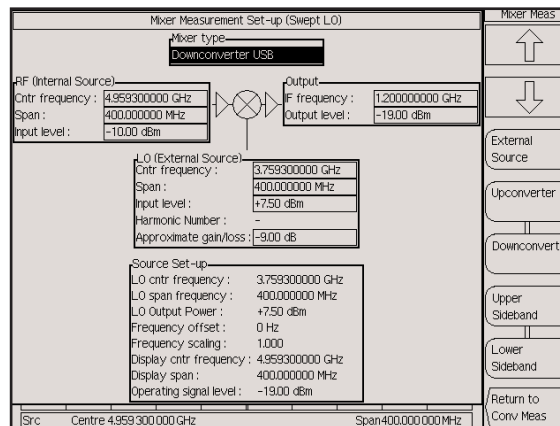 Mixer Measurement Set-up (Swept LO)
Mixer type
Downconverter USB
RF (Internal Source)
Cntr frequency : 4.959300000 GHz
Span : 400.000000 MHz
Input level : -10.00 dBm
Output
IF frequency : 1.200000000 GHz
Output level : -19.00 dBm
LO (External Source)
Cntr frequency : 3.759300000 GHz
Span : 400.000000 MHz
Input level : +7.50 dBm
Harmonic Number : -
Approximate gain/loss : -9.00 dB
Source Set-up
LO cntr frequency : 3.759300000 GHz
LO span frequency : 400.000000 MHz
LO Output Power : +7.50 dBm
Frequency offset : 0 Hz
Frequency scaling : 1.000
Display cntr frequency : 4.959300000 GHz
Display span : 400.000000 MHz
Operating signal level : -19.00 dBm
Src Centre 4.959 300 000 GHz Span 400.000 000 MHz
Mixer Meas
External
Source
Upconverter
Downconvert
Upper
Sideband
Lower
Sideband
Return to
Conv Meas